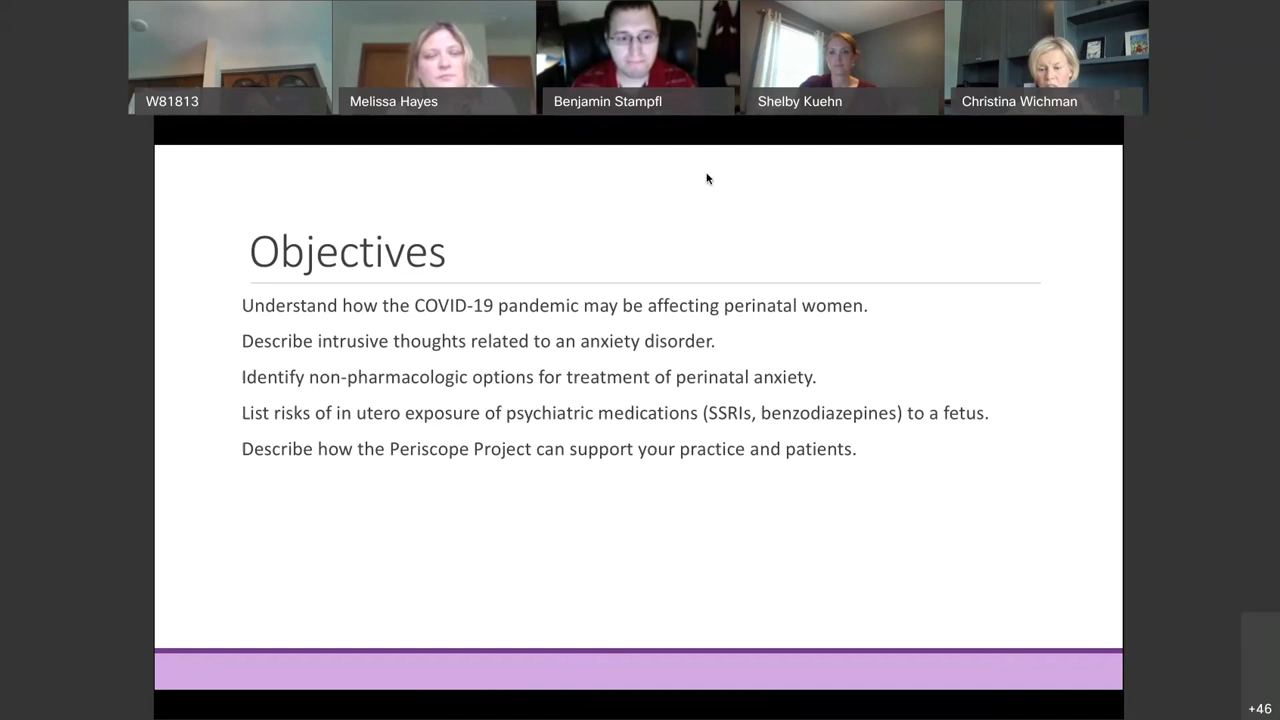 W81813
Melissa Hayes
Benjamin Stampfl
Shelby Kuehn
Christina Wichman
Objectives
Understand how the COVID-19 pandemic may be affecting perinatal women.
Describe intrusive thoughts related to an anxiety disorder.
Identify non-pharmacologic options for treatment of perinatal anxiety.
List risks of in utero exposure of psychiatric medications (SSRIs, benzodiazepines) to a fetus.
Describe how the Periscope Project can support your practice and patients.
+46